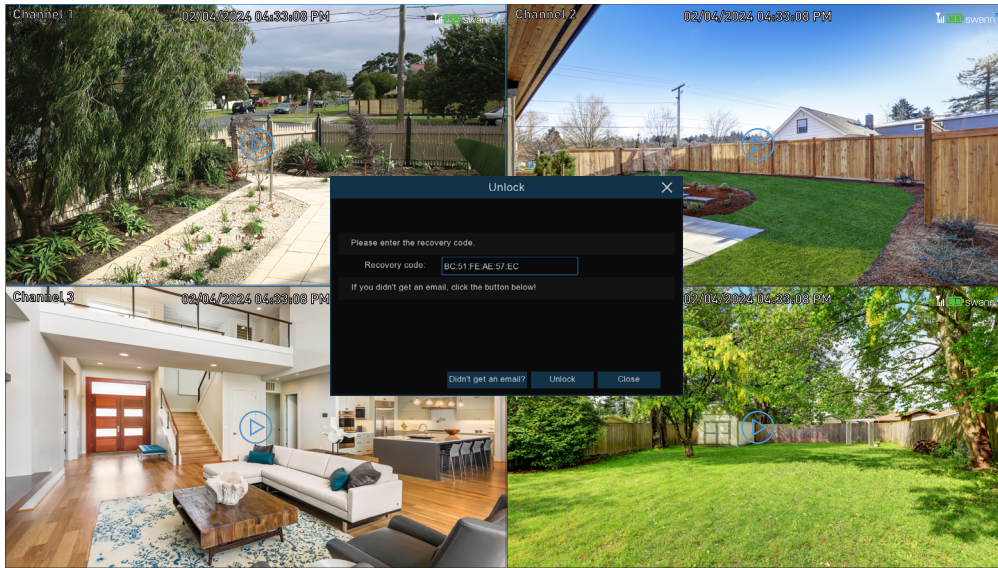 Channel 1
02/04/2024 04:33:08 PM
swann
Channel 2
02/04/2024 04:33:08 PM
swann
Unlock
Please enter the recovery code.
Recovery code:
BC:51:FE:AE:57:EC
If you didn't get an email, click the button below!
Didn't get an email?
Unlock
Close
Channel 3
02/04/2024 04:33:08 PM
02/04/2024 04:33:08 PM
swann